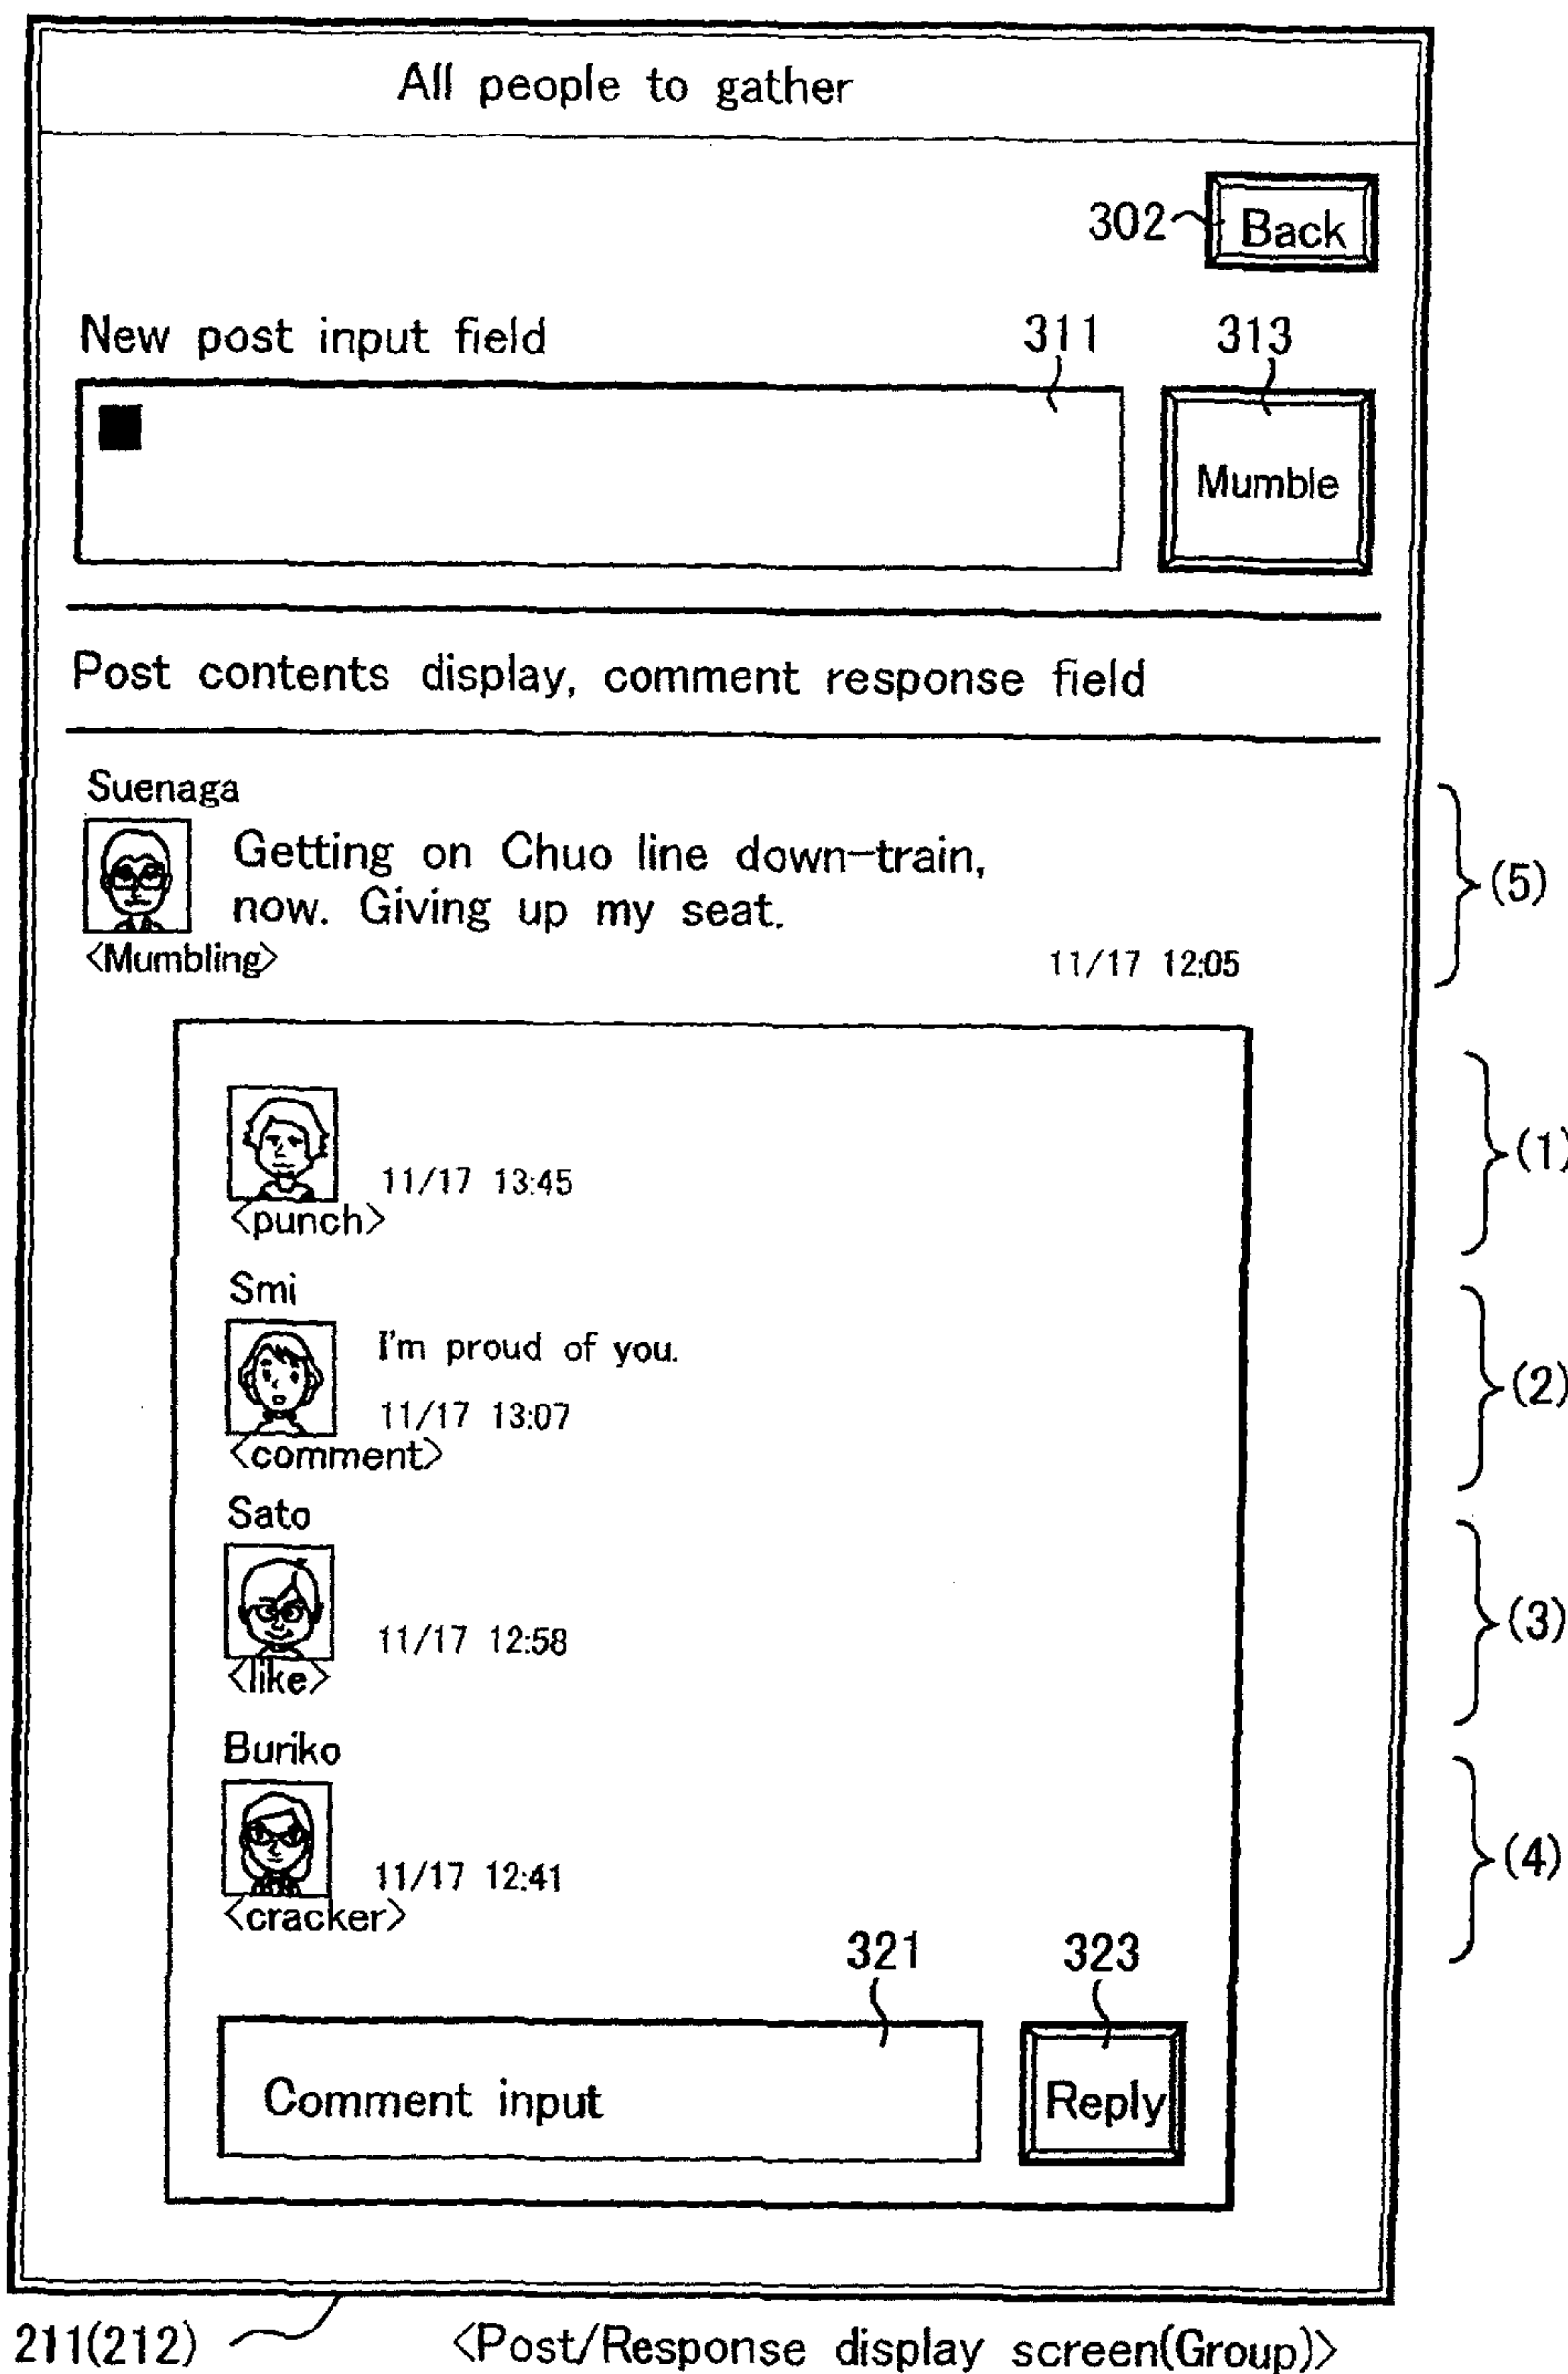 All people to gather
302 Back
New post input field 311 313
Mumble
Post contents display, comment response field
Suenaga
Getting on Chuo line down-train,
now. Giving up my seat.
<Mumbling> 11/17 12:05
(5)
11/17 13:45
<punch>
(1)
Smi
I'm proud of you.
11/17 13:07
<comment>
(2)
Sato
11/17 12:58
<like>
(3)
Buriko
11/17 12:41
<cracker>
(4)
321 323
Comment input Reply
211(212) <Post/Response display screen(Group)>